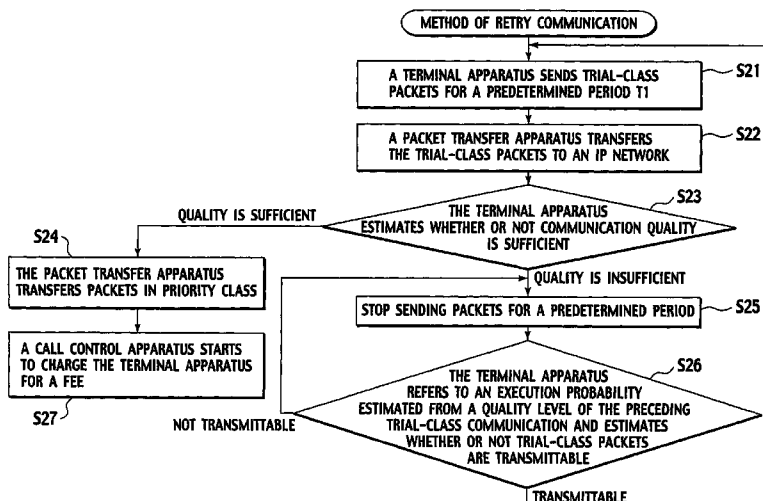 METHOD OF RETRY COMMUNICATION
A TERMINAL APPARATUS SENDS TRIAL-CLASS
PACKETS FOR A PREDETERMINED PERIOD T1
S21
A PACKET TRANSFER APPARATUS TRANSFERS
THE TRIAL-CLASS PACKETS TO AN IP NETWORK
S22
S23
THE TERMINAL APPARATUS
ESTIMATES WHETHER OR NOT COMMUNICATION QUALITY
IS SUFFICIENT
QUALITY IS SUFFICIENT
S24
THE PACKET TRANSFER APPARATUS
TRANSFERS PACKETS IN PRIORITY CLASS
A CALL CONTROL APPARATUS STARTS
TO CHARGE THE TERMINAL APPARATUS
FOR A FEE
S27
QUALITY IS INSUFFICIENT
STOP SENDING PACKETS FOR A PREDETERMINED PERIOD
S25
S26
THE TERMINAL APPARATUS
REFERS TO AN EXECUTION PROBABILITY
ESTIMATED FROM A QUALITY LEVEL OF THE PRECEDING
TRIAL-CLASS COMMUNICATION AND ESTIMATES
WHETHER OR NOT TRIAL-CLASS PACKETS
ARE TRANSMITTABLE
NOT TRANSMITTABLE
TRANSMITTABLE